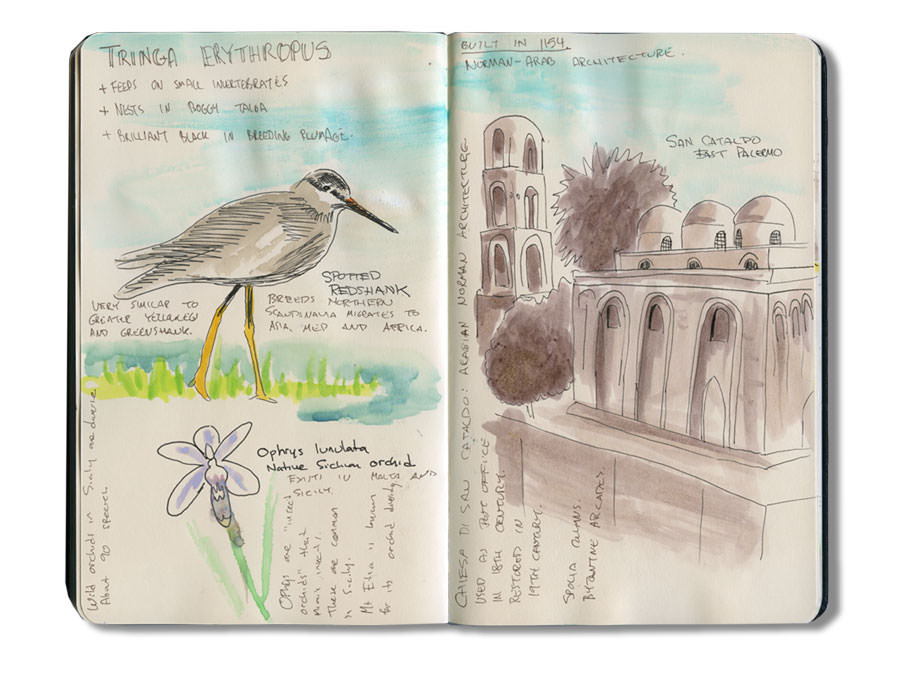 TRINGA ERYTHROPUS
+ FEEDS ON SMALL INVERTEBRATES
+ NESTS IN BOGGY TAIGA
+ BRILLIANT BLACK IN BREEDING PLUMAGE.
SPOTTED
REDSHANK
VERY SIMILAR TO
GREATER YELLOWLEG
AND GREENSHANK.
BREEDS NORTHERN
SCANDINAVIA MIGRATES TO
ASIA, MED AND AFRICA.
Wild orchids in Sicily are diverse
About 90 species
Ophrys lunulata
Native Sicilian orchid
EXISTS IN MALTA AND
SICILY.
Ophrys are "insect
orchids" that
mimic insects.
These are common
in Sicily.
Mt Etna is known
for its orchid diversity
BUILT IN 1154.
NORMAN-ARAB ARCHITECTURE.
SAN CATALDO
EAST PALERMO
CHIESA DI SAN CATALDO: ARABIAN NORMAN ARCHITECTURE
USED AS POST OFFICE
IN 18TH CENTURY.
RESTORED IN
19TH CENTURY.
SPOLIA COLUMNS.
BYZANTINE ARCADES.